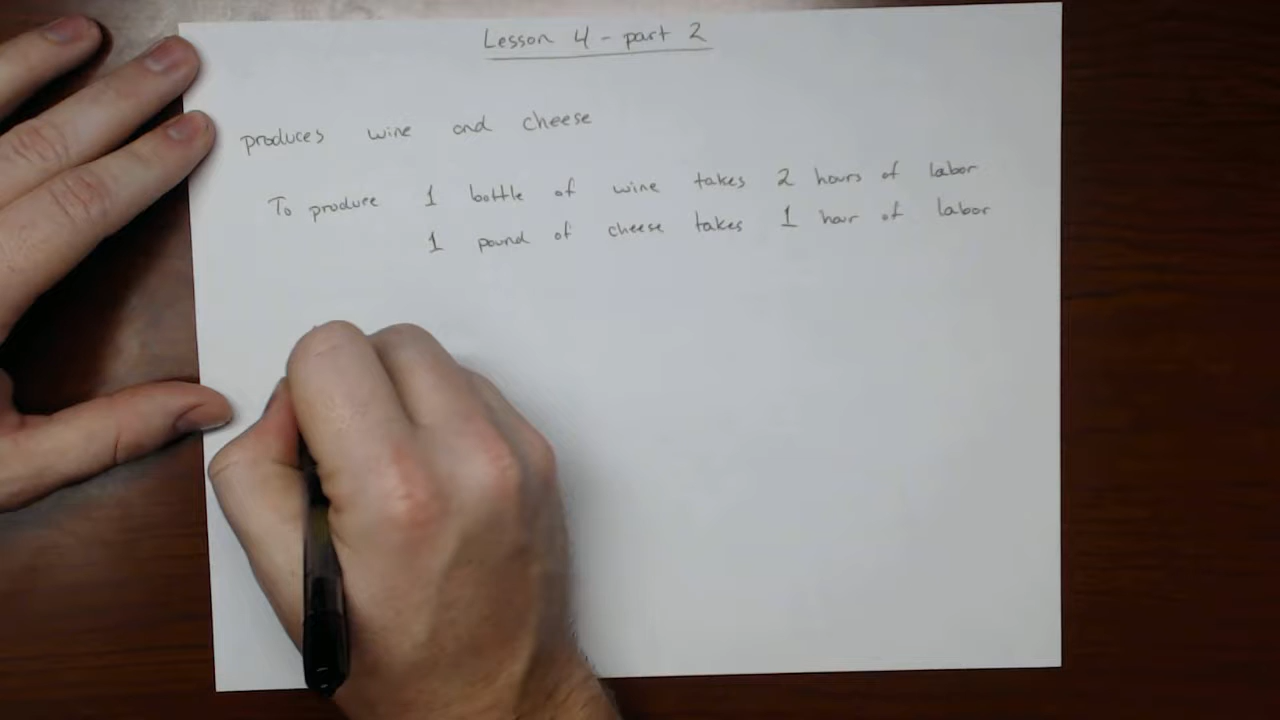 Lesson 4 - part 2
produces wine and cheese
To produce 1 bottle of wine takes 2 hours of labor
1 pound of cheese takes 1 hour of labor